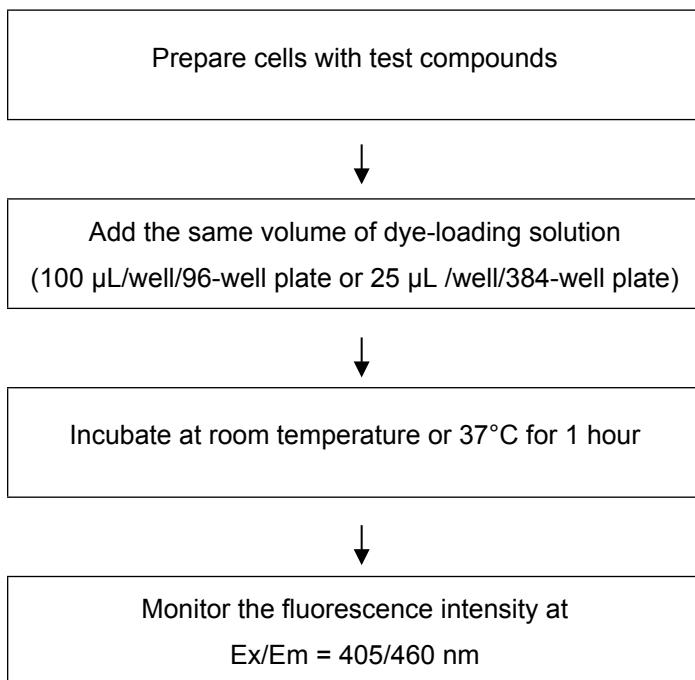 Prepare cells with test compounds
Add the same volume of dye-loading solution
(100 µL/well/96-well plate or 25 µL /well/384-well plate)
Incubate at room temperature or 37°C for 1 hour
Monitor the fluorescence intensity at
Ex/Em = 405/460 nm